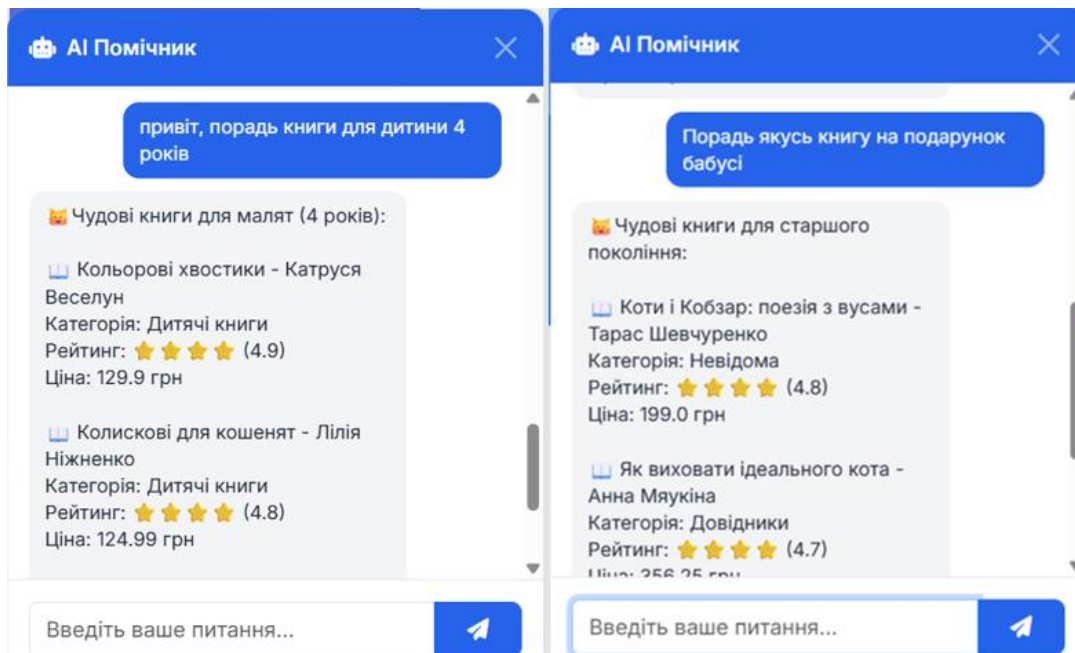 AI Помічник
привіт, порадь книги для дитини 4
років
Чудові книги для малят (4 років):
Кольорові хвостики - Катруся
Веселун
Категорія: Дитячі книги
Рейтинг: (4.9)
Ціна: 129.9 грн
Колискові для кошенят - Лілія
Ніжненко
Категорія: Дитячі книги
Рейтинг: (4.8)
Ціна: 124.99 грн
Введіть ваше питання...
AI Помічник
Порадь якусь книгу на подарунок
бабусі
Чудові книги для старшого
покоління:
Коти і Кобзар: поезія з вусами -
Тарас Шевчуренко
Категорія: Невідома
Рейтинг: (4.8)
Ціна: 199.0 грн
Як виховати ідеального кота -
Анна Мяукіна
Категорія: Довідники
Рейтинг: (4.7)
Ціна: 356.25 грн
Введіть ваше питання...